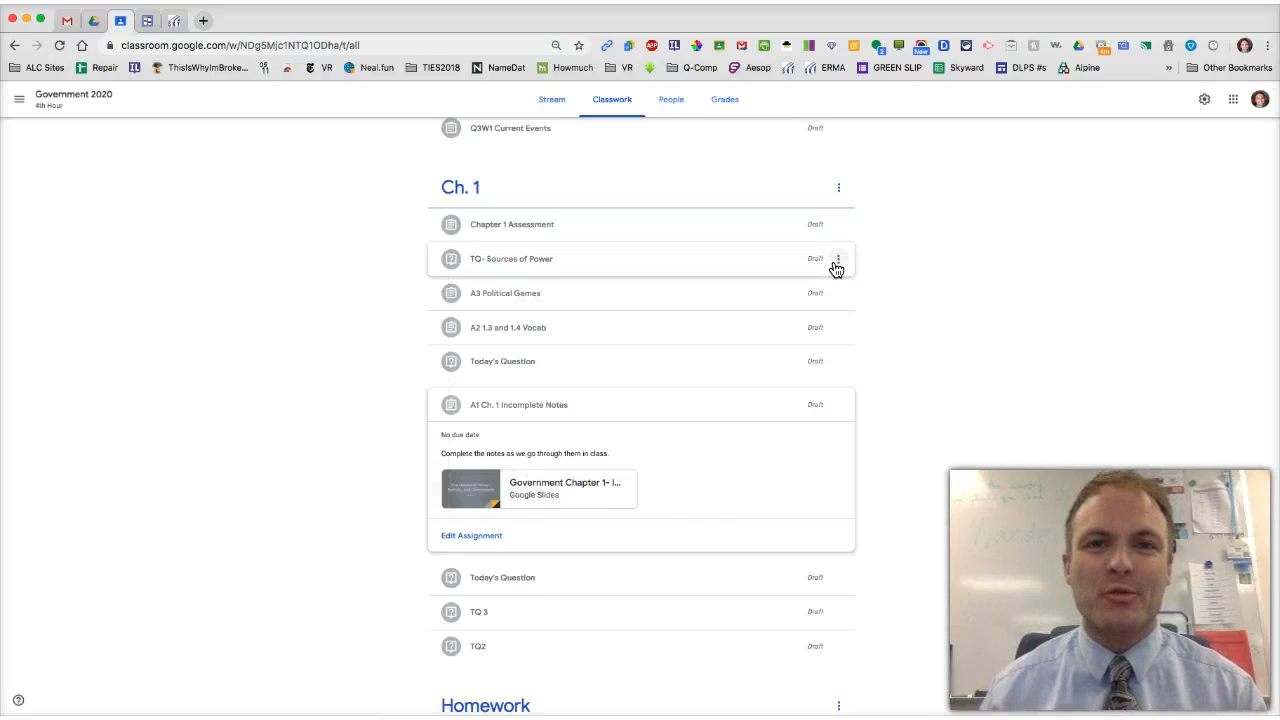 classroom.google.com/w/NDg5Mjc1NTQ1ODha/t/all
ALC Sites Repair ThisIsWhyImBroke... VR Neal.fun TIES2018 NameDat Howmuch VR Q-Comp Aesop ERMA GREEN SLIP Skyward DLPS #s Alpine » Other Bookmarks
Government 2020
4th Hour
Stream Classwork People Grades
Q3W1 Current Events Draft
Ch. 1
Chapter 1 Assessment Draft
TQ- Sources of Power Draft
A3 Political Games Draft
A2 1.3 and 1.4 Vocab Draft
Today's Question Draft
A1 Ch. 1 Incomplete Notes Draft
No due date
Complete the notes as we go through them in class.
Government Chapter 1- I...
Google Slides
Edit Assignment
Today's Question Draft
TQ 3 Draft
TQ2 Draft
Homework